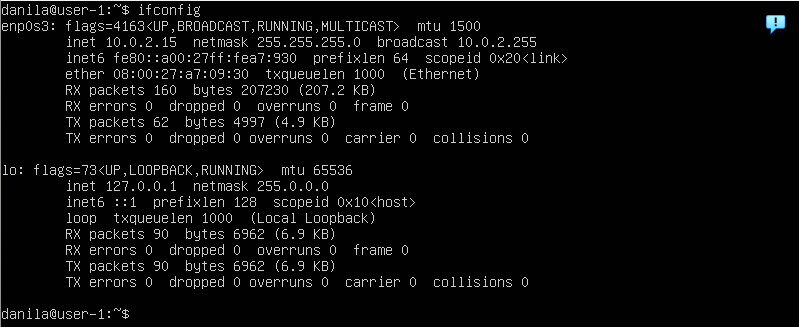 danila@user-1:~$ ifconfig
enp0s3: flags=4163<UP,BROADCAST,RUNNING,MULTICAST>  mtu 1500
        inet 10.0.2.15  netmask 255.255.255.0  broadcast 10.0.2.255
        inet6 fe80::a00:27ff:fea7:930  prefixlen 64  scopeid 0x20<link>
        ether 08:00:27:a7:09:30  txqueuelen 1000  (Ethernet)
        RX packets 160  bytes 207230 (207.2 KB)
        RX errors 0  dropped 0  overruns 0  frame 0
        TX packets 62  bytes 4997 (4.9 KB)
        TX errors 0  dropped 0 overruns 0  carrier 0  collisions 0
lo: flags=73<UP,LOOPBACK,RUNNING>  mtu 65536
        inet 127.0.0.1  netmask 255.0.0.0
        inet6 ::1  prefixlen 128  scopeid 0x10<host>
        loop  txqueuelen 1000  (Local Loopback)
        RX packets 90  bytes 6962 (6.9 KB)
        RX errors 0  dropped 0  overruns 0  frame 0
        TX packets 90  bytes 6962 (6.9 KB)
        TX errors 0  dropped 0 overruns 0  carrier 0  collisions 0
danila@user-1:~$